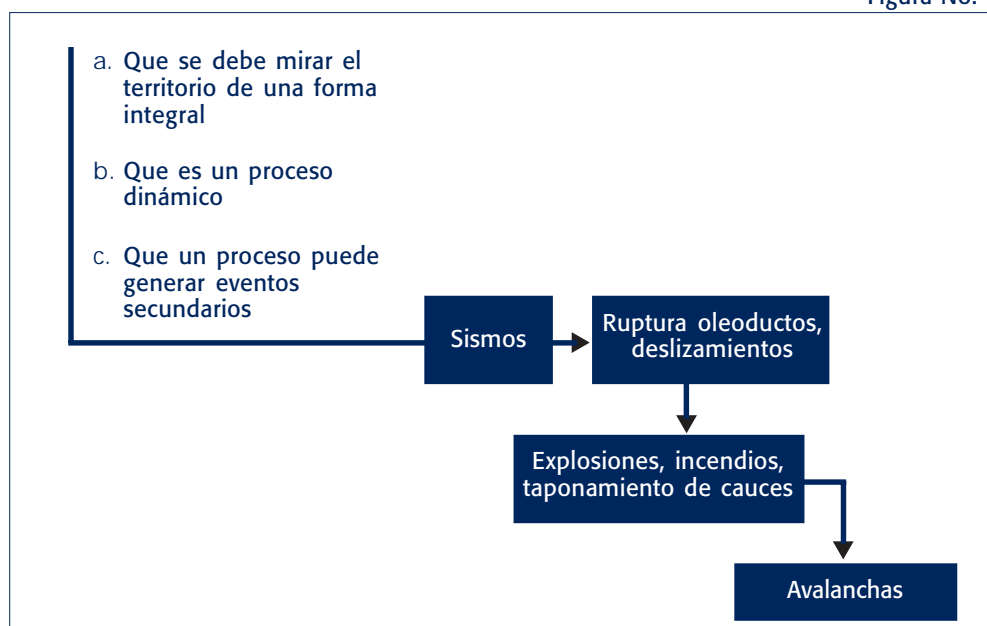 Figura No.
a. Que se debe mirar el
territorio de una forma
integral
b. Que es un proceso
dinámico
c. Que un proceso puede
generar eventos
secundarios
Sismos
Ruptura oleoductos,
deslizamientos
Explosiones, incendios,
taponamiento de cauces
Avalanchas